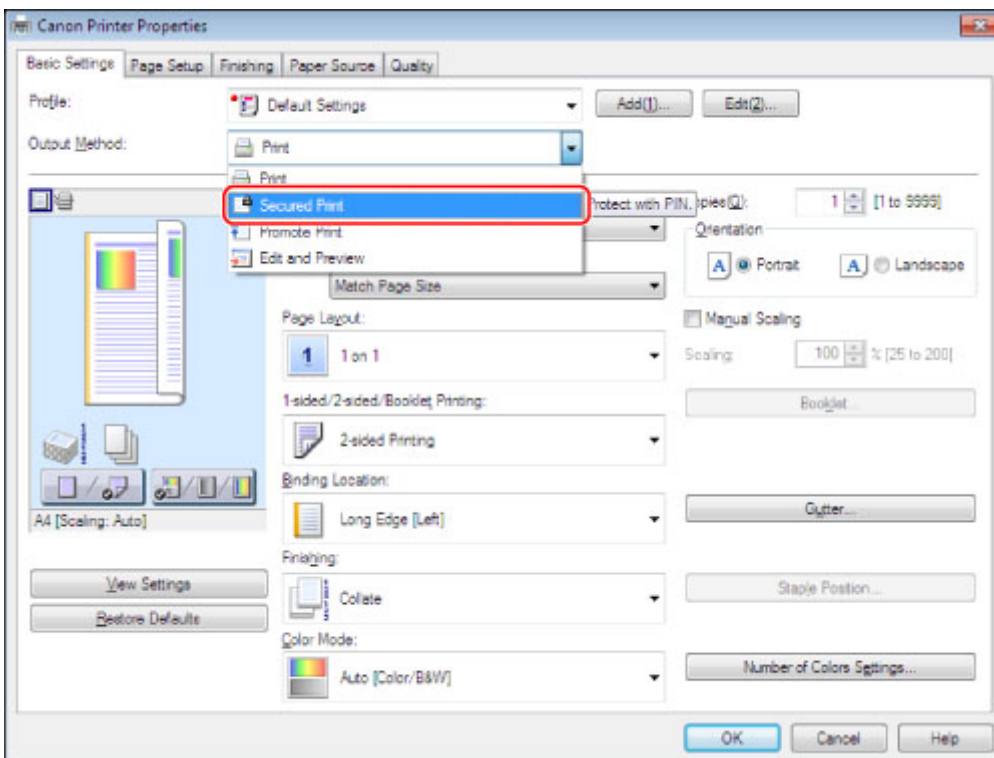 Canon Printer Properties
Basic Settings Page Setup Finishing Paper Source Quality
Profile: Default Settings Add(1)... Edit(2)...
Output Method: Print
Print
Secured Print
Protect with PIN.
Copies(Q): 1 [1 to 9999]
Promote Print
Edit and Preview
Orientation
A Portrait A Landscape
Match Page Size
Page Layout:
Manual Scaling
1 1 on 1
Scaling: 100 % [25 to 200]
1-sided/2-sided/Booklet Printing:
Booklet...
2-sided Printing
Binding Location:
A4 [Scaling: Auto]
Long Edge [Left]
Gutter...
Finishing:
View Settings
Collate
Staple Position...
Restore Defaults
Color Mode:
Auto [Color/B&W]
Number of Colors Settings...
OK Cancel Help